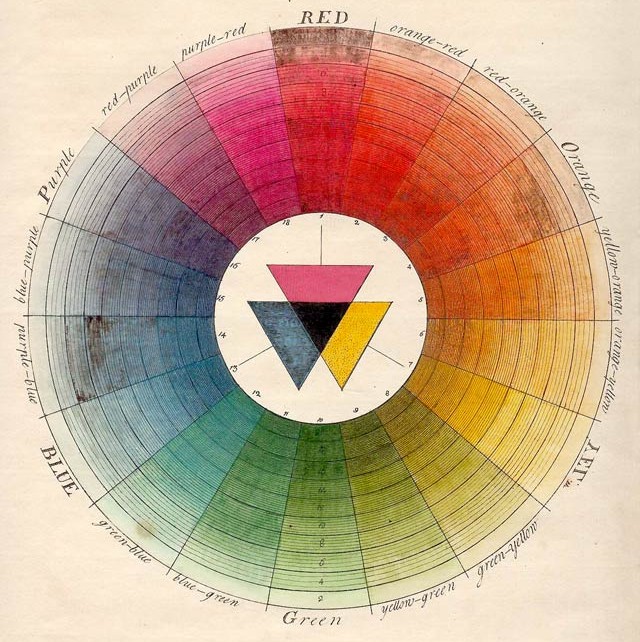 RED
orange-red
red-orange
Orange
yellow-orange
orange-yellow
green-yellow
yellow-green
Green
blue-green
green-blue
BLUE
purple-blue
blue-purple
Purple
red-purple
purple-red
1
2
3
4
5
6
7
8
9
10
11
12
13
14
15
16
17
18